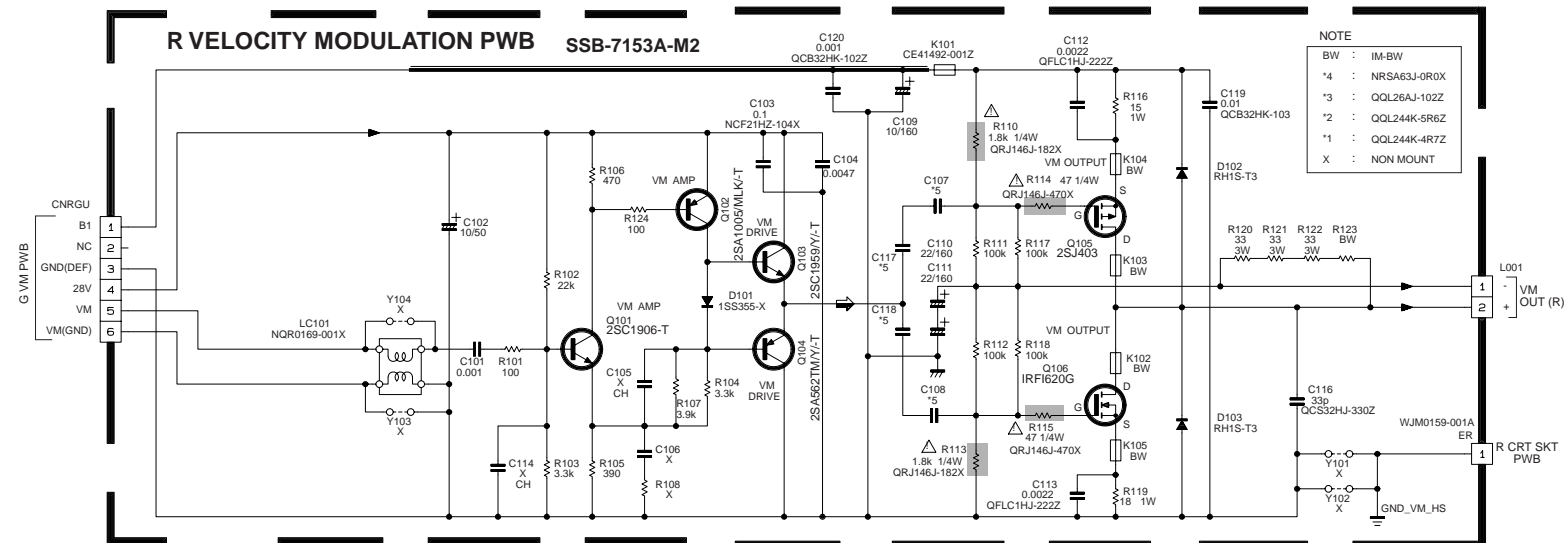 R VELOCITY MODULATION PWB SSB-7153A-M2
C120
0.001
QCB32HK-102Z
K101
CE41492-001Z
C112
0.0022
QFLC1HJ-222Z
NOTE
BW : IM-BW
*4 : NRSA63J-0R0X
*3 : QQL26AJ-102Z
*2 : QQL244K-5R6Z
*1 : QQL244K-4R7Z
X : NON MOUNT
C103
0.1
NCF21HZ-104X
C109
10/160
R110
1.8k 1/4W
QRJ146J-182X
R116
15
1W
C119
0.01
QCB32HK-103
R106
470
VM AMP
C104
0.0047
VM OUTPUT
K104
BW
D102
RH1S-T3
CNRGU
G VM PWB
B1 1
NC 2
GND(DEF) 3
28V 4
VM 5
VM(GND) 6
C102
10/50
R124
100
Q102
2SA1005/MLK/-T
VM
DRIVE
Q103
2SC1959/Y/-T
C107
*5
R114 47 1/4W
QRJ146J-470X
S
G
D
Q105
2SJ403
C117
*5
C110
22/160
C111
22/160
R111
100k
R117
100k
K103
BW
R120
33
3W
R121
33
3W
R122
33
3W
R123
BW
R102
22k
D101
1SS355-X
C118
*5
L001
1 -
2 +
VM
OUT (R)
Y104
X
LC101
NQR0169-001X
VM AMP
Q101
2SC1906-T
Q104
2SA562TM/Y/-T
VM OUTPUT
R112
100k
R118
100k
K102
BW
C101
0.001
R101
100
C105
X
CH
R104
3.3k
R107
3.9k
VM
DRIVE
Q106
IRFI620G
D
G
S
C108
*5
R115
47 1/4W
QRJ146J-470X
C116
33p
QCS32HJ-330Z
Y103
X
D103
RH1S-T3
WJM0159-001A
ER
1 R CRT SKT
PWB
C114
X
CH
R103
3.3k
R105
390
C106
X
R108
X
R113
1.8k 1/4W
QRJ146J-182X
K105
BW
C113
0.0022
QFLC1HJ-222Z
R119
18 1W
Y101
X
Y102
X
GND_VM_HS